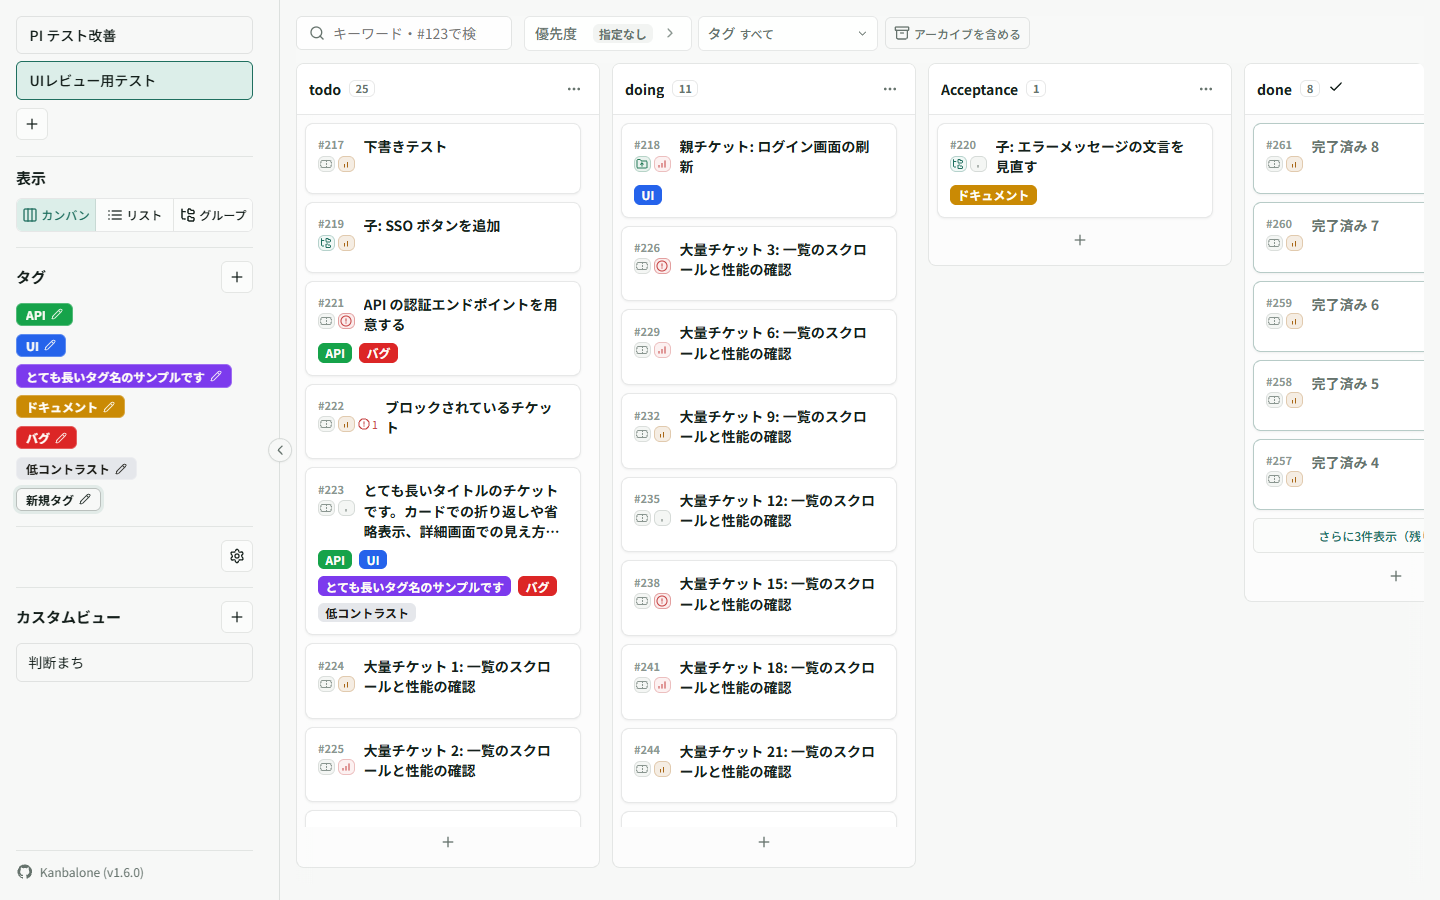 PI テスト改善
UIレビュー用テスト
表示
カンバン
リスト
グループ
タグ
API
UI
とても長いタグ名のサンプルです
ドキュメント
バグ
低コントラスト
新規タグ
カスタムビュー
判断まち
Kanbalone (v1.6.0)
キーワード・#123で検
優先度 指定なし
タグ すべて
アーカイブを含める
todo 25
#217 下書きテスト
#219 子: SSO ボタンを追加
#221 API の認証エンドポイントを用
意する
API バグ
#222 ブロックされているチケッ
1 ト
#223 とても長いタイトルのチケット
です。カードでの折り返しや省
略表示、詳細画面での見え方…
API UI
とても長いタグ名のサンプルです バグ
低コントラスト
#224 大量チケット 1: 一覧のスクロ
ールと性能の確認
#225 大量チケット 2: 一覧のスクロ
ールと性能の確認
doing 11
#218 親チケット: ログイン画面の刷
新
UI
#226 大量チケット 3: 一覧のスクロ
ールと性能の確認
#229 大量チケット 6: 一覧のスクロ
ールと性能の確認
#232 大量チケット 9: 一覧のスクロ
ールと性能の確認
#235 大量チケット 12: 一覧のスクロ
ールと性能の確認
#238 大量チケット 15: 一覧のスクロ
ールと性能の確認
#241 大量チケット 18: 一覧のスクロ
ールと性能の確認
#244 大量チケット 21: 一覧のスクロ
ールと性能の確認
Acceptance 1
#220 子: エラーメッセージの文言を
見直す
ドキュメント
done 8
#261 完了済み 8
#260 完了済み 7
#259 完了済み 6
#258 完了済み 5
#257 完了済み 4
さらに3件表示（残